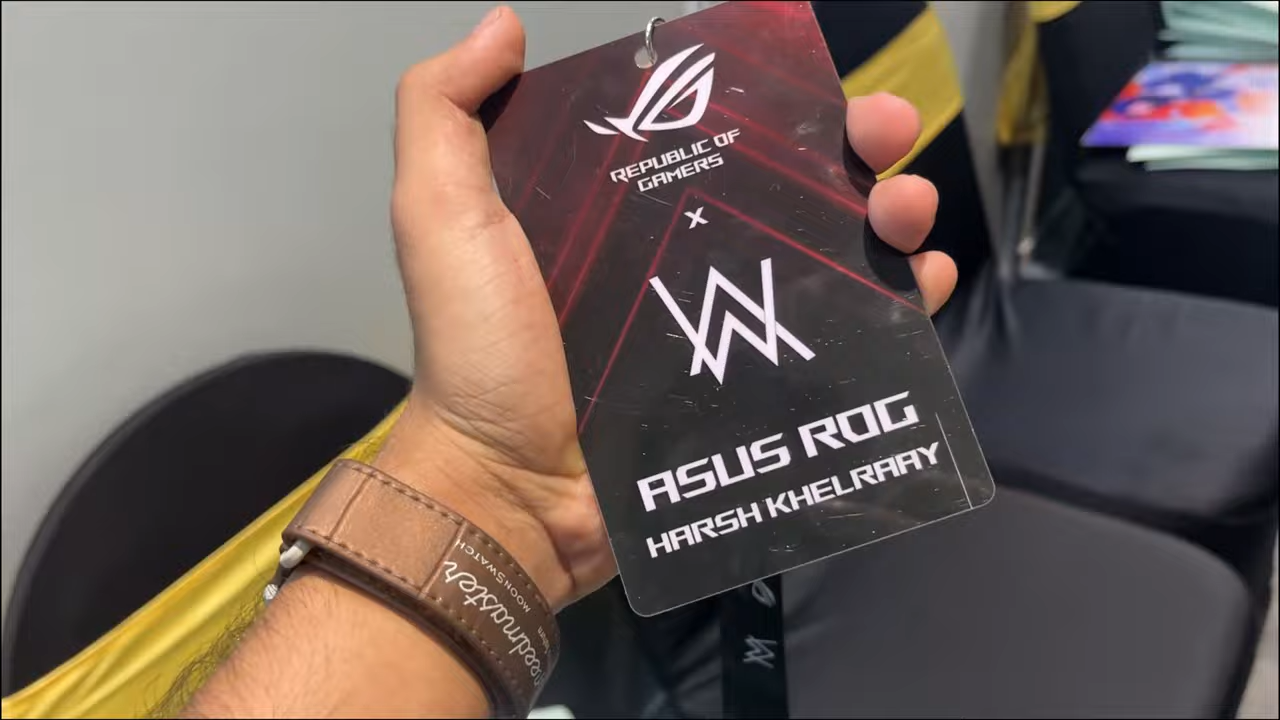 REPUBLIC OF
GAMERS
X
ASUS ROG
HARSH KHELRAAY
Speedmaster
MOONSWATCH